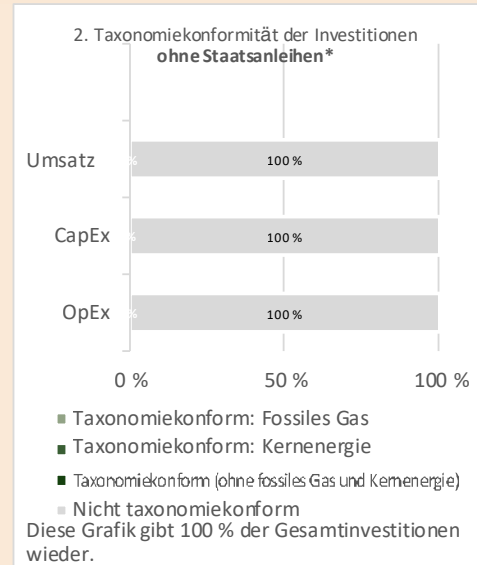 2. Taxonomiekonformität der Investitionen
ohne Staatsanleihen*
Umsatz
%
100 %
CapEx
%
100 %
OpEx
%
100 %
0 %
50 %
100 %
Taxonomiekonform: Fossiles Gas
Taxonomiekonform: Kernenergie
Taxonomiekonform (ohne fossiles Gas und Kernenergie)
Nicht taxonomiekonform
Diese Grafik gibt 100 % der Gesamtinvestitionen
wieder.